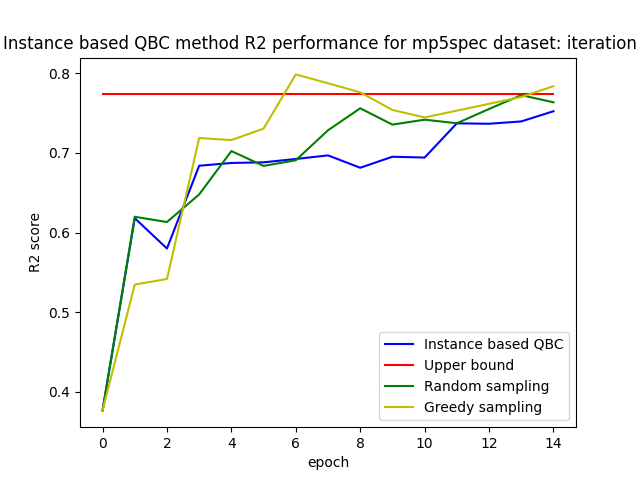 Instance based QBC method R2 performance for mp5spec dataset: iteration
0.8
0.7
0.6
0.5
0.4
R2 score
Instance based QBC
Upper bound
Random sampling
Greedy sampling
0 2 4 6 8 10 12 14
epoch